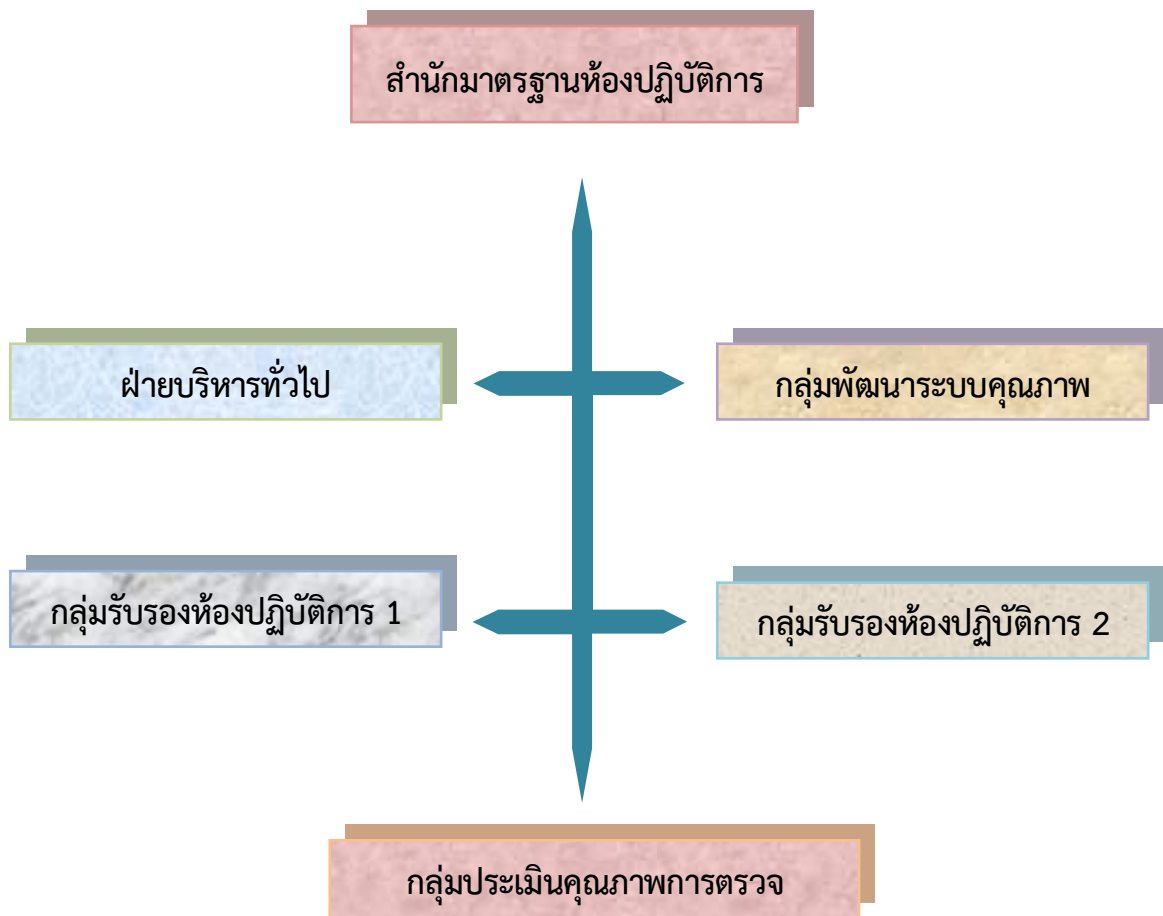 สำนักมาตรฐานห้องปฏิบัติการ
ฝ่ายบริหารทั่วไป
กลุ่มพัฒนาระบบคุณภาพ
กลุ่มรับรองห้องปฏิบัติการ 1
กลุ่มรับรองห้องปฏิบัติการ 2
กลุ่มประเมินคุณภาพการตรวจ